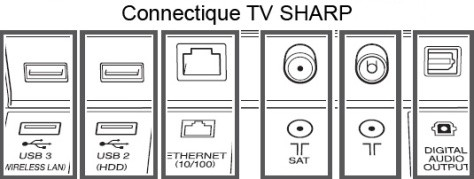 Connectique TV SHARP
USB 3
(WIRELESS LAN)
USB 2
(HDD)
ETHERNET
(10/100)
SAT
DIGITAL
AUDIO
OUTPUT